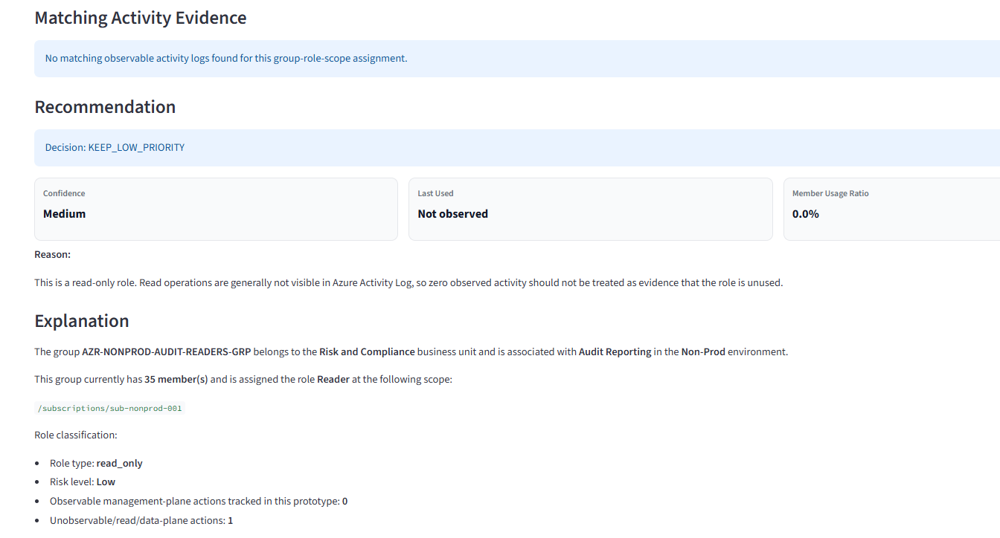 Matching Activity Evidence
No matching observable activity logs found for this group-role-scope assignment.
Recommendation
Decision: KEEP_LOW_PRIORITY
Confidence
Medium
Last Used
Not observed
Member Usage Ratio
0.0%
Reason:
This is a read-only role. Read operations are generally not visible in Azure Activity Log, so zero observed activity should not be treated as evidence that the role is unused.
Explanation
The group AZR-NONPROD-AUDIT-READERS-GRP belongs to the Risk and Compliance business unit and is associated with Audit Reporting in the Non-Prod environment.
This group currently has 35 member(s) and is assigned the role Reader at the following scope:
/subscriptions/sub-nonprod-001
Role classification:
• Role type: read_only
• Risk level: Low
• Observable management-plane actions tracked in this prototype: 0
• Unobservable/read/data-plane actions: 1